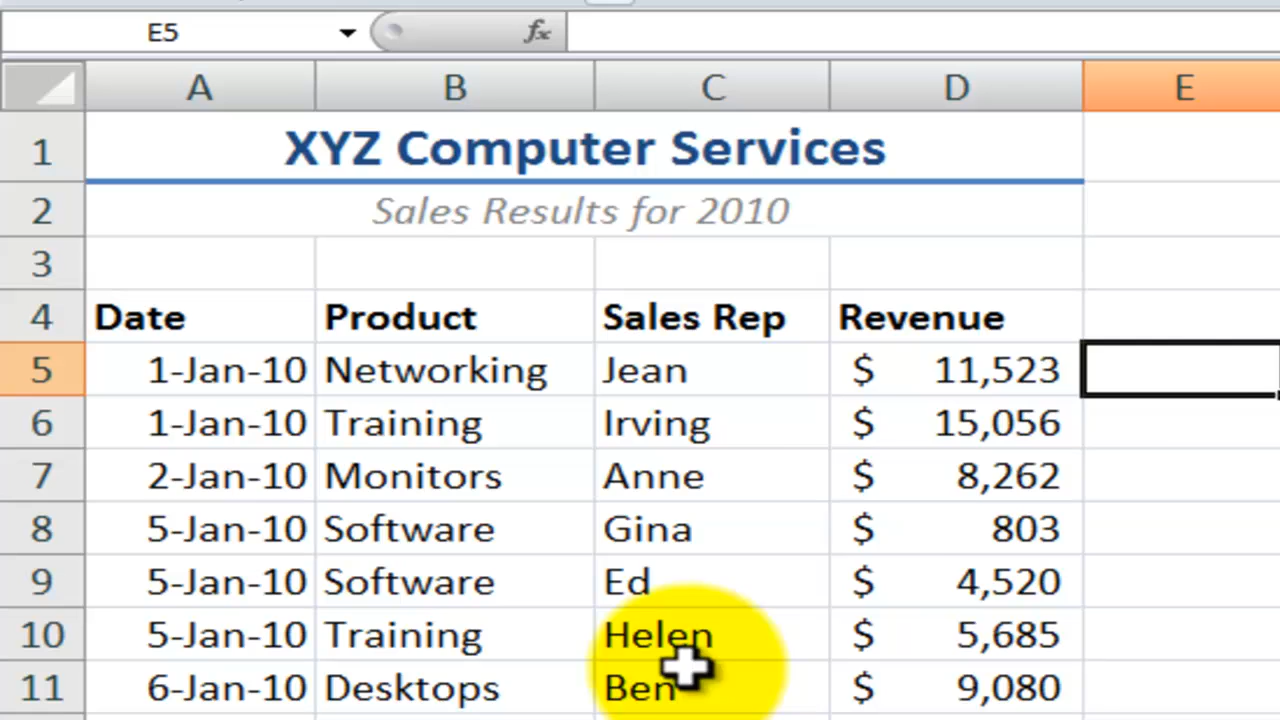 E5 fx
A B C D E
1 XYZ Computer Services
2 Sales Results for 2010
3
4 Date Product Sales Rep Revenue
5 1-Jan-10 Networking Jean $ 11,523
6 1-Jan-10 Training Irving $ 15,056
7 2-Jan-10 Monitors Anne $ 8,262
8 5-Jan-10 Software Gina $ 803
9 5-Jan-10 Software Ed $ 4,520
10 5-Jan-10 Training Helen $ 5,685
11 6-Jan-10 Desktops Ben $ 9,080